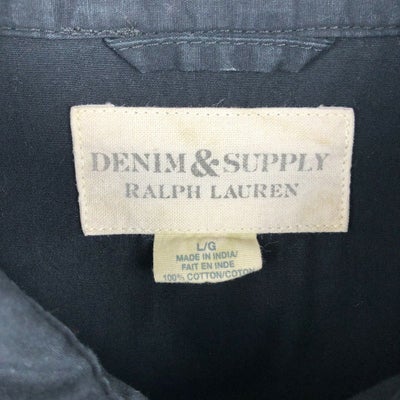 DENIM & SUPPLY
RALPH LAUREN
L/G
MADE IN INDIA/
FAIT EN INDE
100% COTTON/COTON